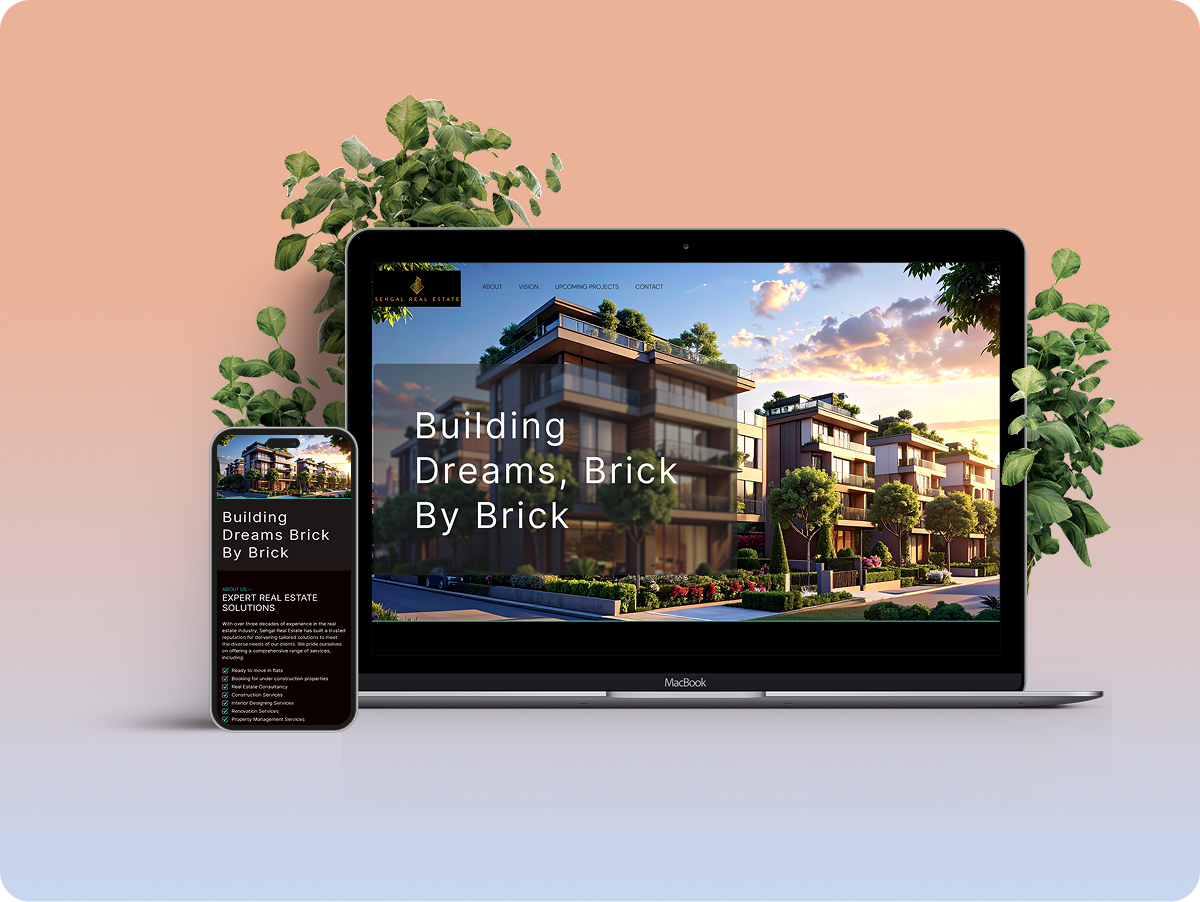 SEHGAL REAL ESTATE
ABOUT VISION UPCOMING PROJECTS CONTACT
Building
Dreams, Brick
By Brick
MacBook
Building
Dreams Brick
By Brick
ABOUT US –
EXPERT REAL ESTATE
SOLUTIONS
With over three decades of experience in the real
estate industry, Sehgal Real Estate has built a trusted
reputation for delivering tailored solutions to meet
the diverse needs of our clients. We pride ourselves
on offering a comprehensive range of services,
including:
Ready to move in flats
Booking for under construction properties
Real Estate Consultancy
Construction Services
Interior Designing Services
Renovation Services
Property Management Services